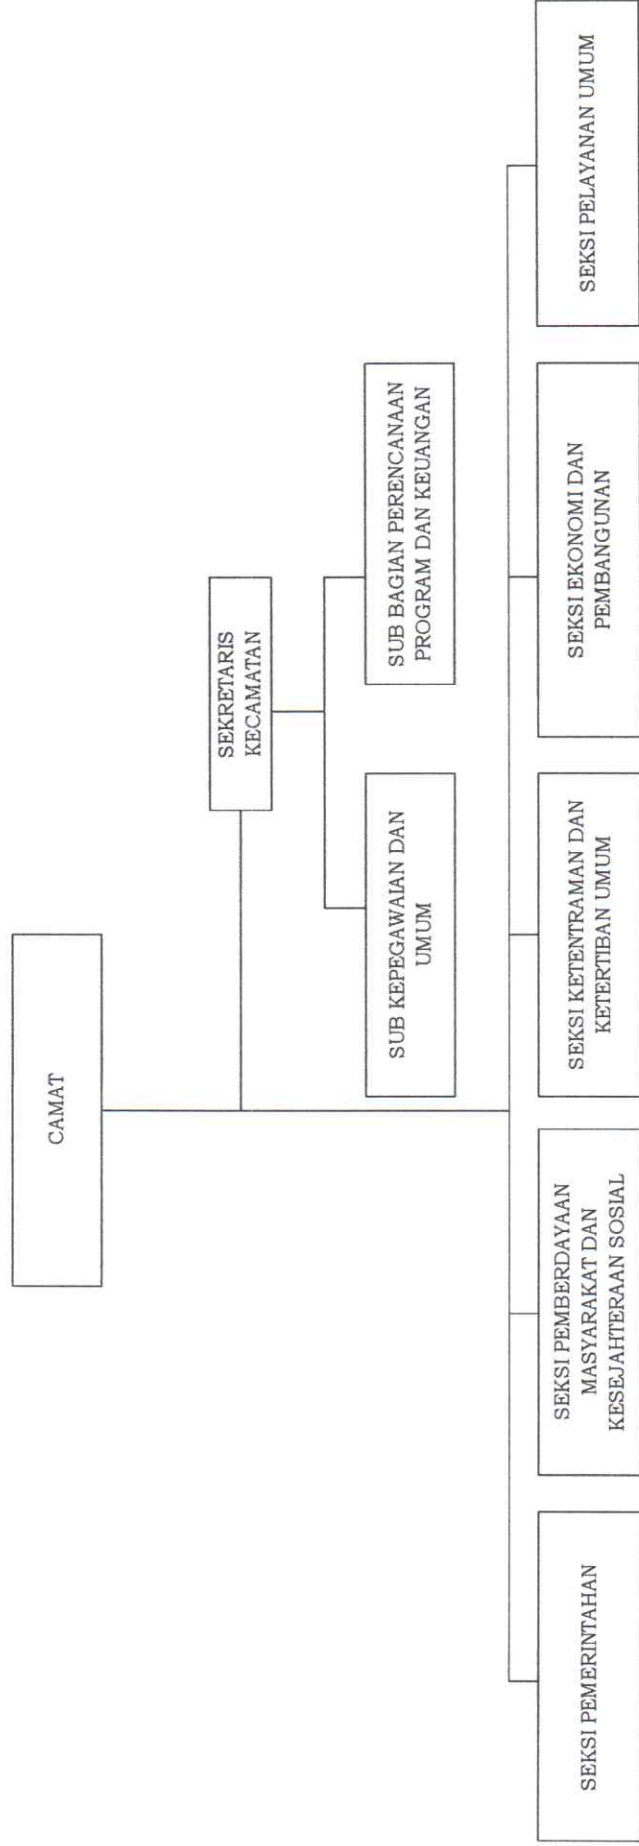 CAMAT
SEKRETARIS
KECAMATAN
SUB KEPEGAWAIAN DAN
UMUM
SUB BAGIAN PERENCANAAN
PROGRAM DAN KEUANGAN
SEKSI PEMERINTAHAN
SEKSI PEMBERDAYAAN
MASYARAKAT DAN
KESEJAHTERAAN SOSIAL
SEKSI KETENTRAMAN DAN
KETERTIBAN UMUM
SEKSI EKONOMI DAN
PEMBANGUNAN
SEKSI PELAYANAN UMUM